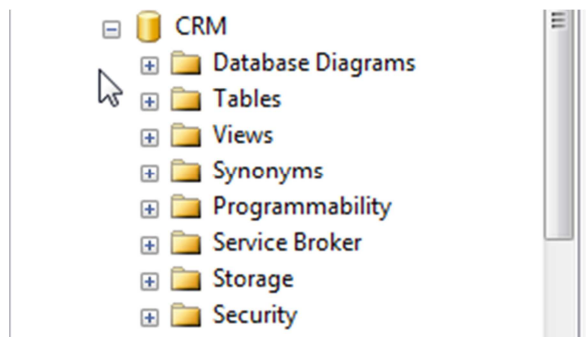 CRM
Database Diagrams
Tables
Views
Synonyms
Programmability
Service Broker
Storage
Security